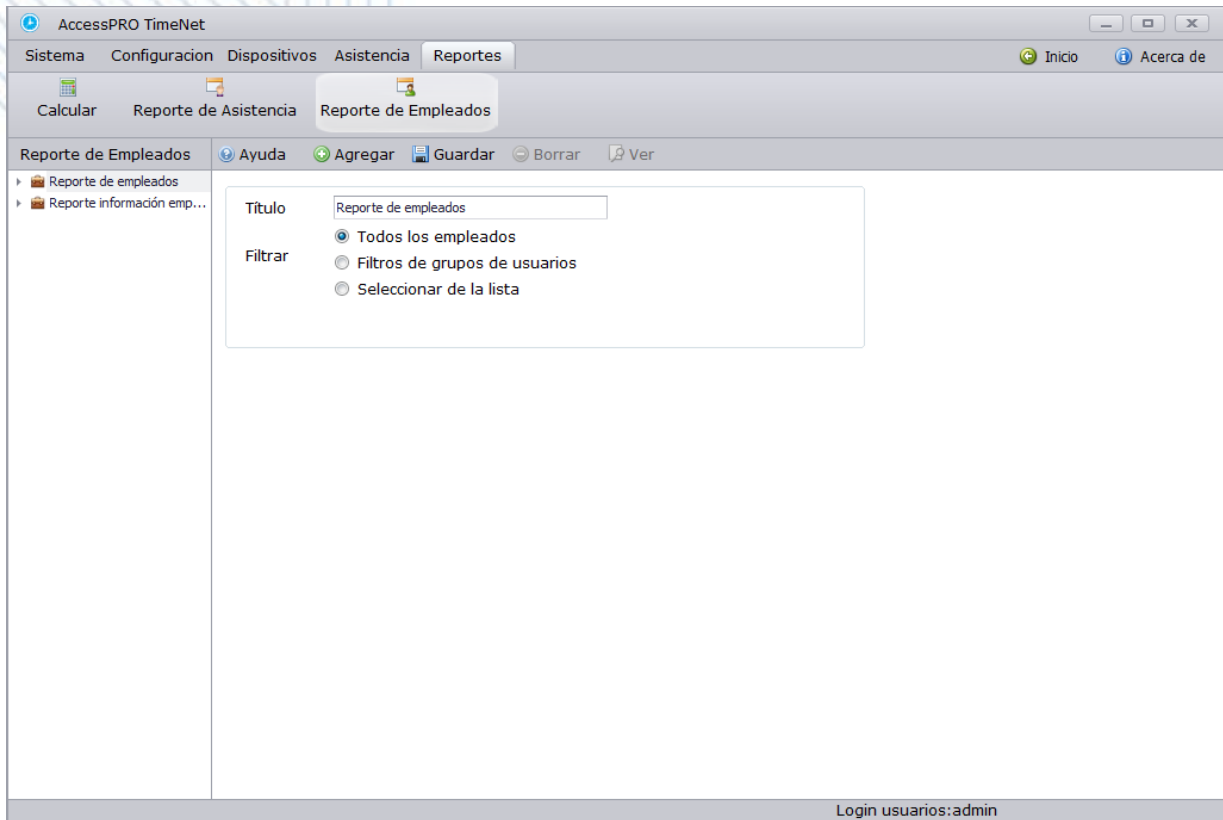 AccessPRO TimeNet
Sistema Configuracion Dispositivos Asistencia Reportes Inicio Acerca de
Calcular Reporte de Asistencia Reporte de Empleados
Reporte de Empleados Ayuda Agregar Guardar Borrar Ver
Reporte de empleados
Reporte información emp...
Título Reporte de empleados
Filtrar
Todos los empleados
Filtros de grupos de usuarios
Seleccionar de la lista
Login usuarios:admin